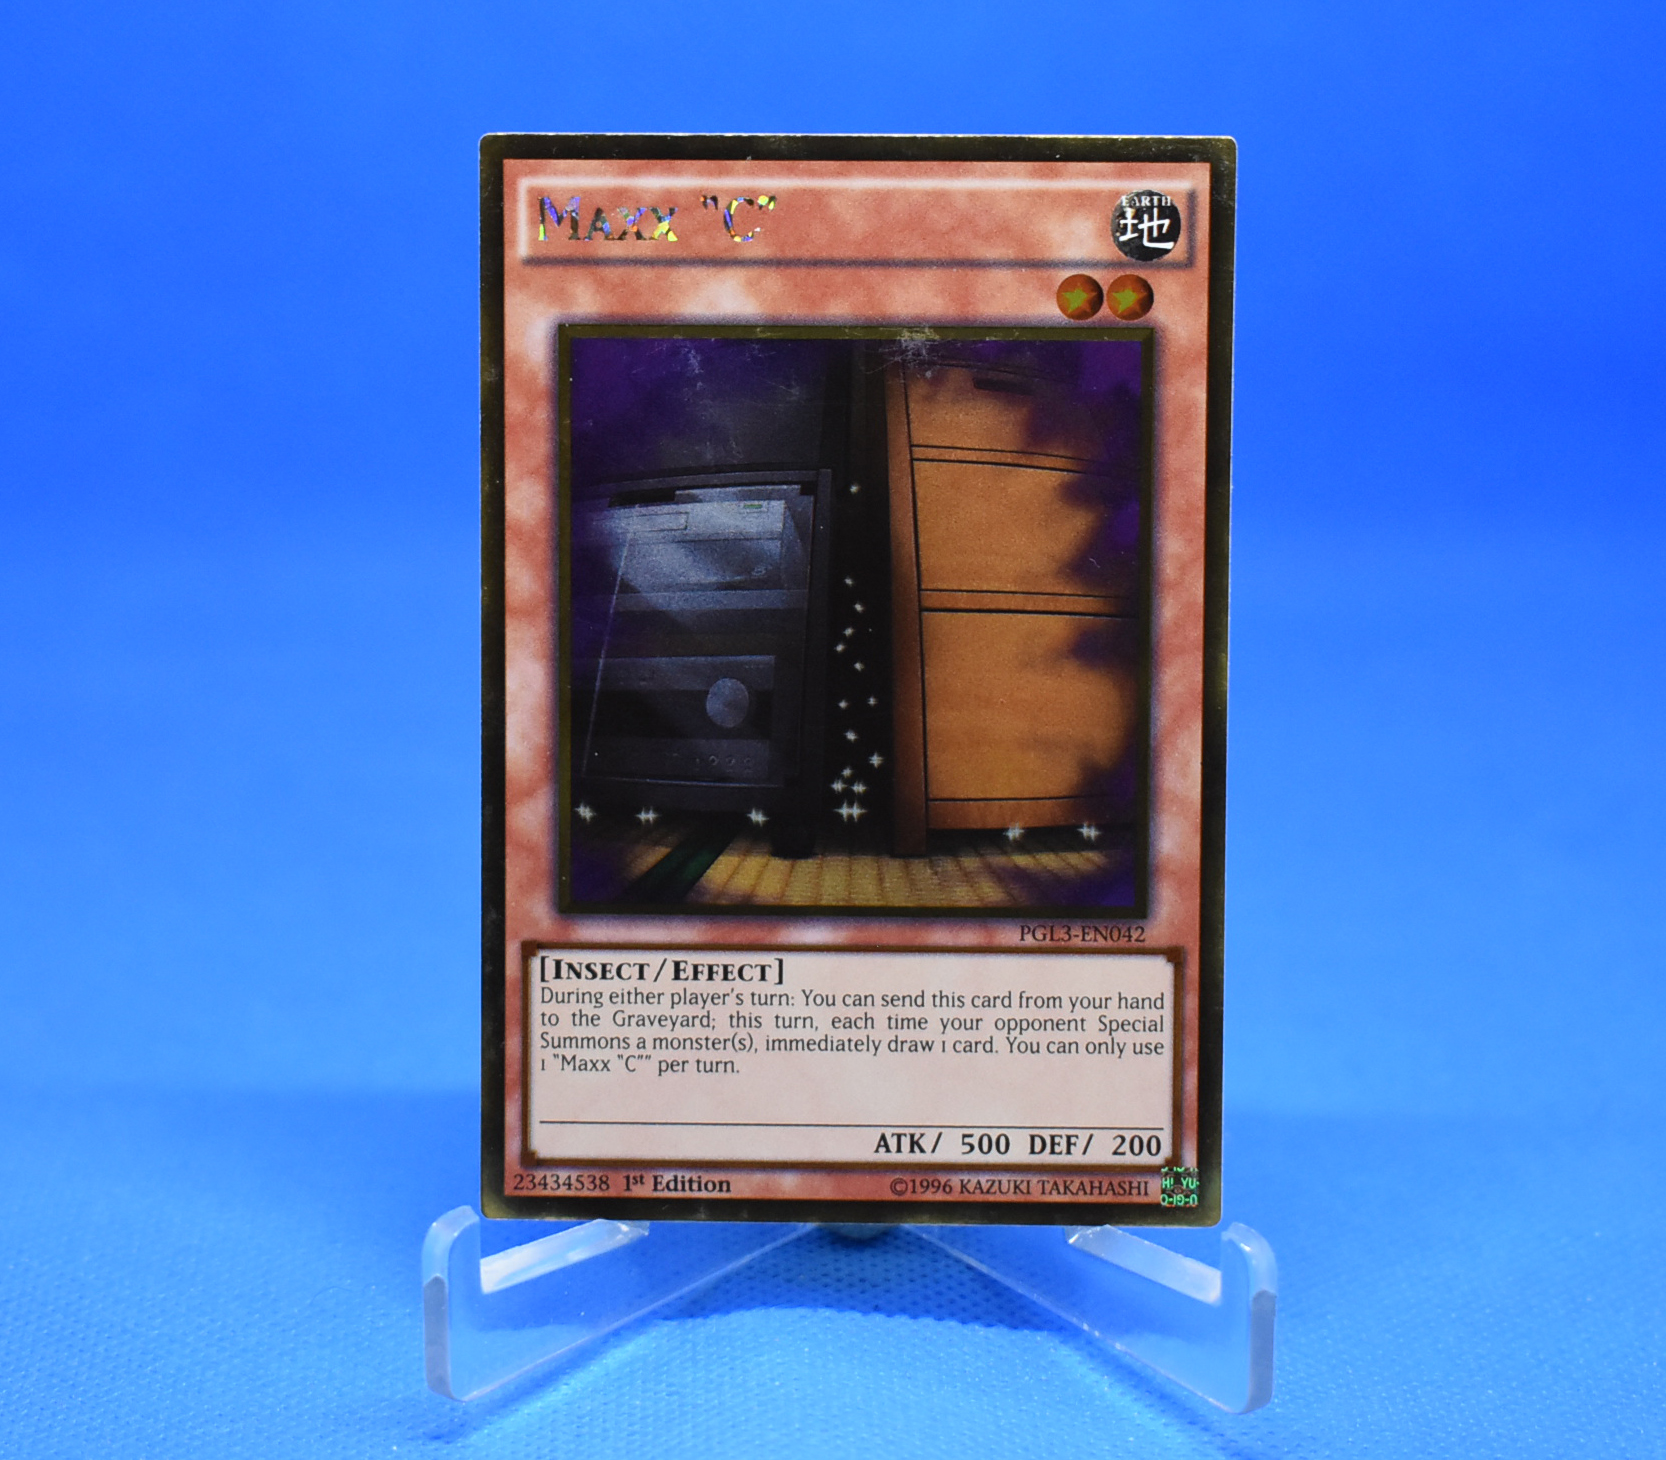 Maxx "C"
EARTH
地
PGL3-EN042
[Insect/Effect]
During either player's turn: You can send this card from your hand
to the Graveyard; this turn, each time your opponent Special
Summons a monster(s), immediately draw 1 card. You can only use
1 "Maxx "C"" per turn.
ATK/ 500 DEF/ 200
23434538 1st Edition
©1996 KAZUKI TAKAHASHI